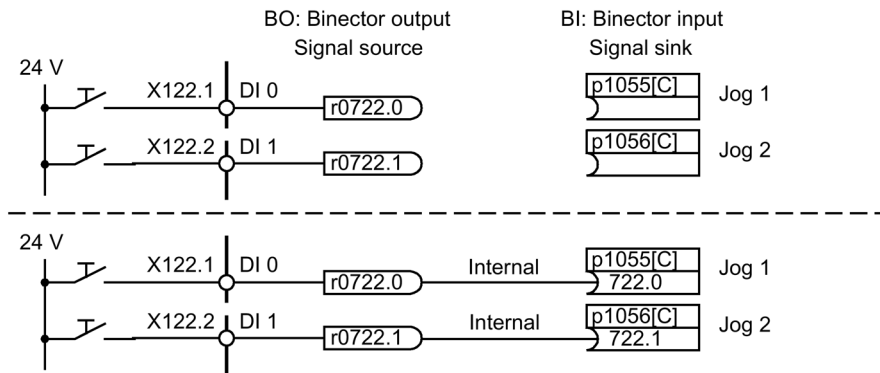 BO: Binector output BI: Binector input
Signal source Signal sink
24 V
X122.1 DI 0 r0722.0 p1055[C] Jog 1
X122.2 DI 1 r0722.1 p1056[C] Jog 2
24 V
X122.1 DI 0 r0722.0 Internal p1055[C] 722.0 Jog 1
X122.2 DI 1 r0722.1 Internal p1056[C] 722.1 Jog 2